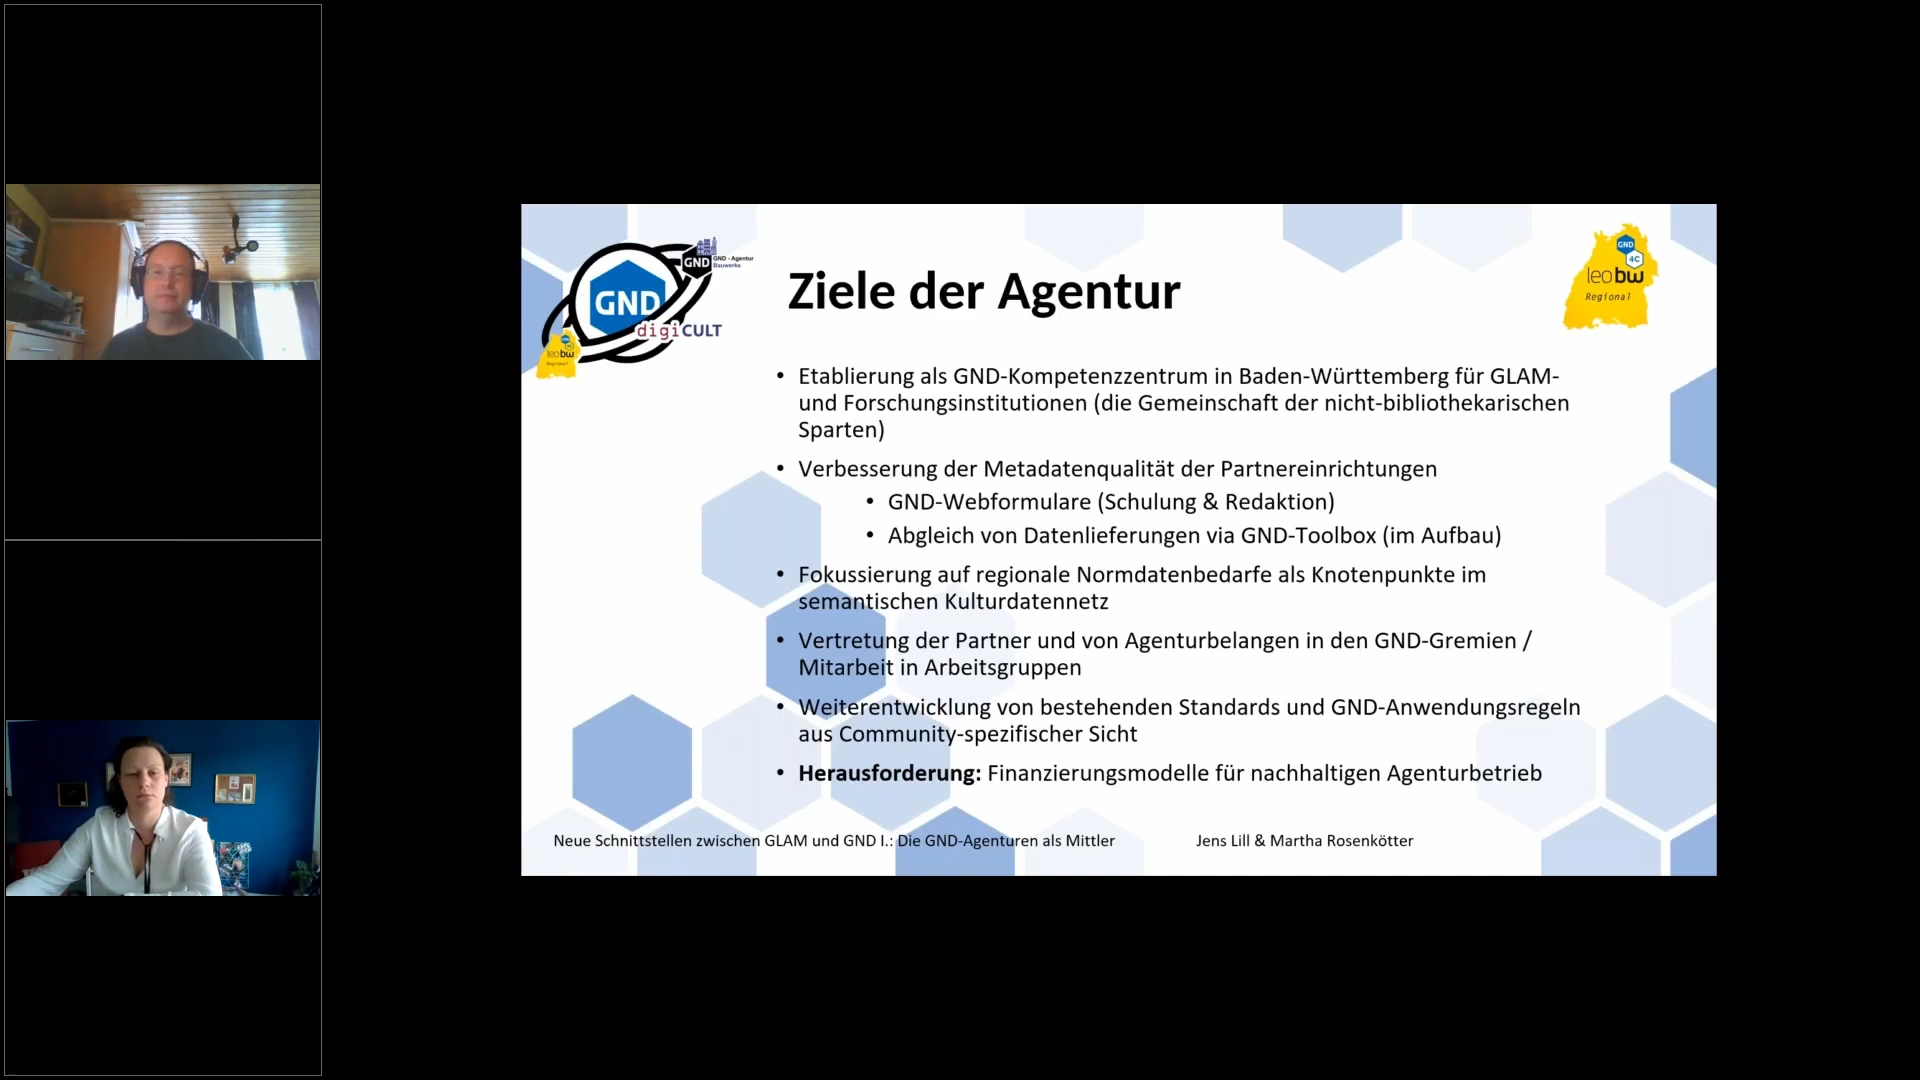 GND
GND - Agentur
Bauwerke
GND
digiCULT
leobw
Regional
Ziele der Agentur
GND
4C
leobw
Regional
• Etablierung als GND-Kompetenzzentrum in Baden-Württemberg für GLAM-
und Forschungsinstitutionen (die Gemeinschaft der nicht-bibliothekarischen
Sparten)
• Verbesserung der Metadatenqualität der Partnereinrichtungen
• GND-Webformulare (Schulung & Redaktion)
• Abgleich von Datenlieferungen via GND-Toolbox (im Aufbau)
• Fokussierung auf regionale Normdatenbedarfe als Knotenpunkte im
semantischen Kulturdatennetz
• Vertretung der Partner und von Agenturbelangen in den GND-Gremien /
Mitarbeit in Arbeitsgruppen
• Weiterentwicklung von bestehenden Standards und GND-Anwendungsregeln
aus Community-spezifischer Sicht
• Herausforderung: Finanzierungsmodelle für nachhaltigen Agenturbetrieb
Neue Schnittstellen zwischen GLAM und GND I.: Die GND-Agenturen als Mittler
Jens Lill & Martha Rosenkötter